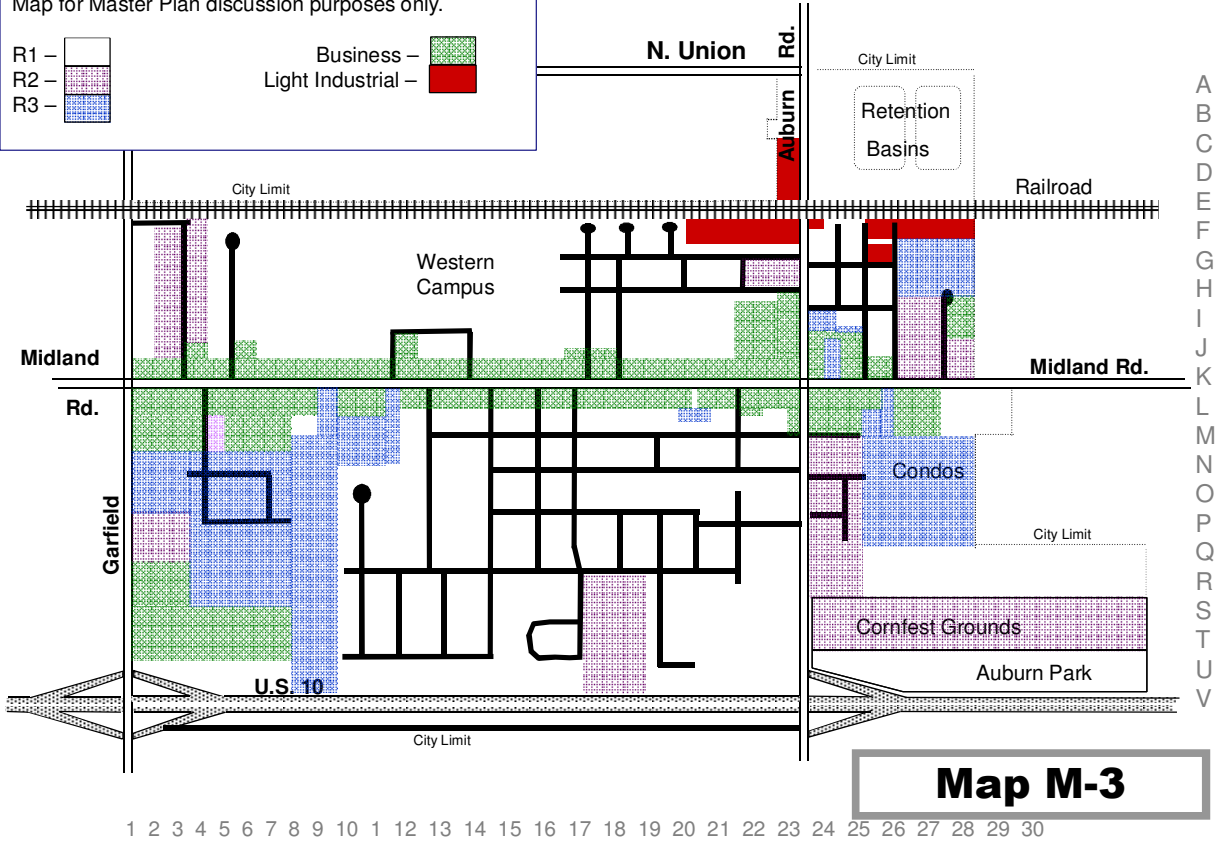 Map for Master Plan discussion purposes only.
R1 –
R2 –
R3 –
Business –
Light Industrial –
N. Union
Auburn Rd.
City Limit
Retention
Basins
City Limit
Railroad
Western
Campus
Midland
Rd.
Midland Rd.
Garfield
Condos
City Limit
Cornfest Grounds
Auburn Park
U.S. 10
City Limit
Map M-3
A
B
C
D
E
F
G
H
I
J
K
L
M
N
O
P
Q
R
S
T
U
V
1 2 3 4 5 6 7 8 9 10 1 12 13 14 15 16 17 18 19 20 21 22 23 24 25 26 27 28 29 30